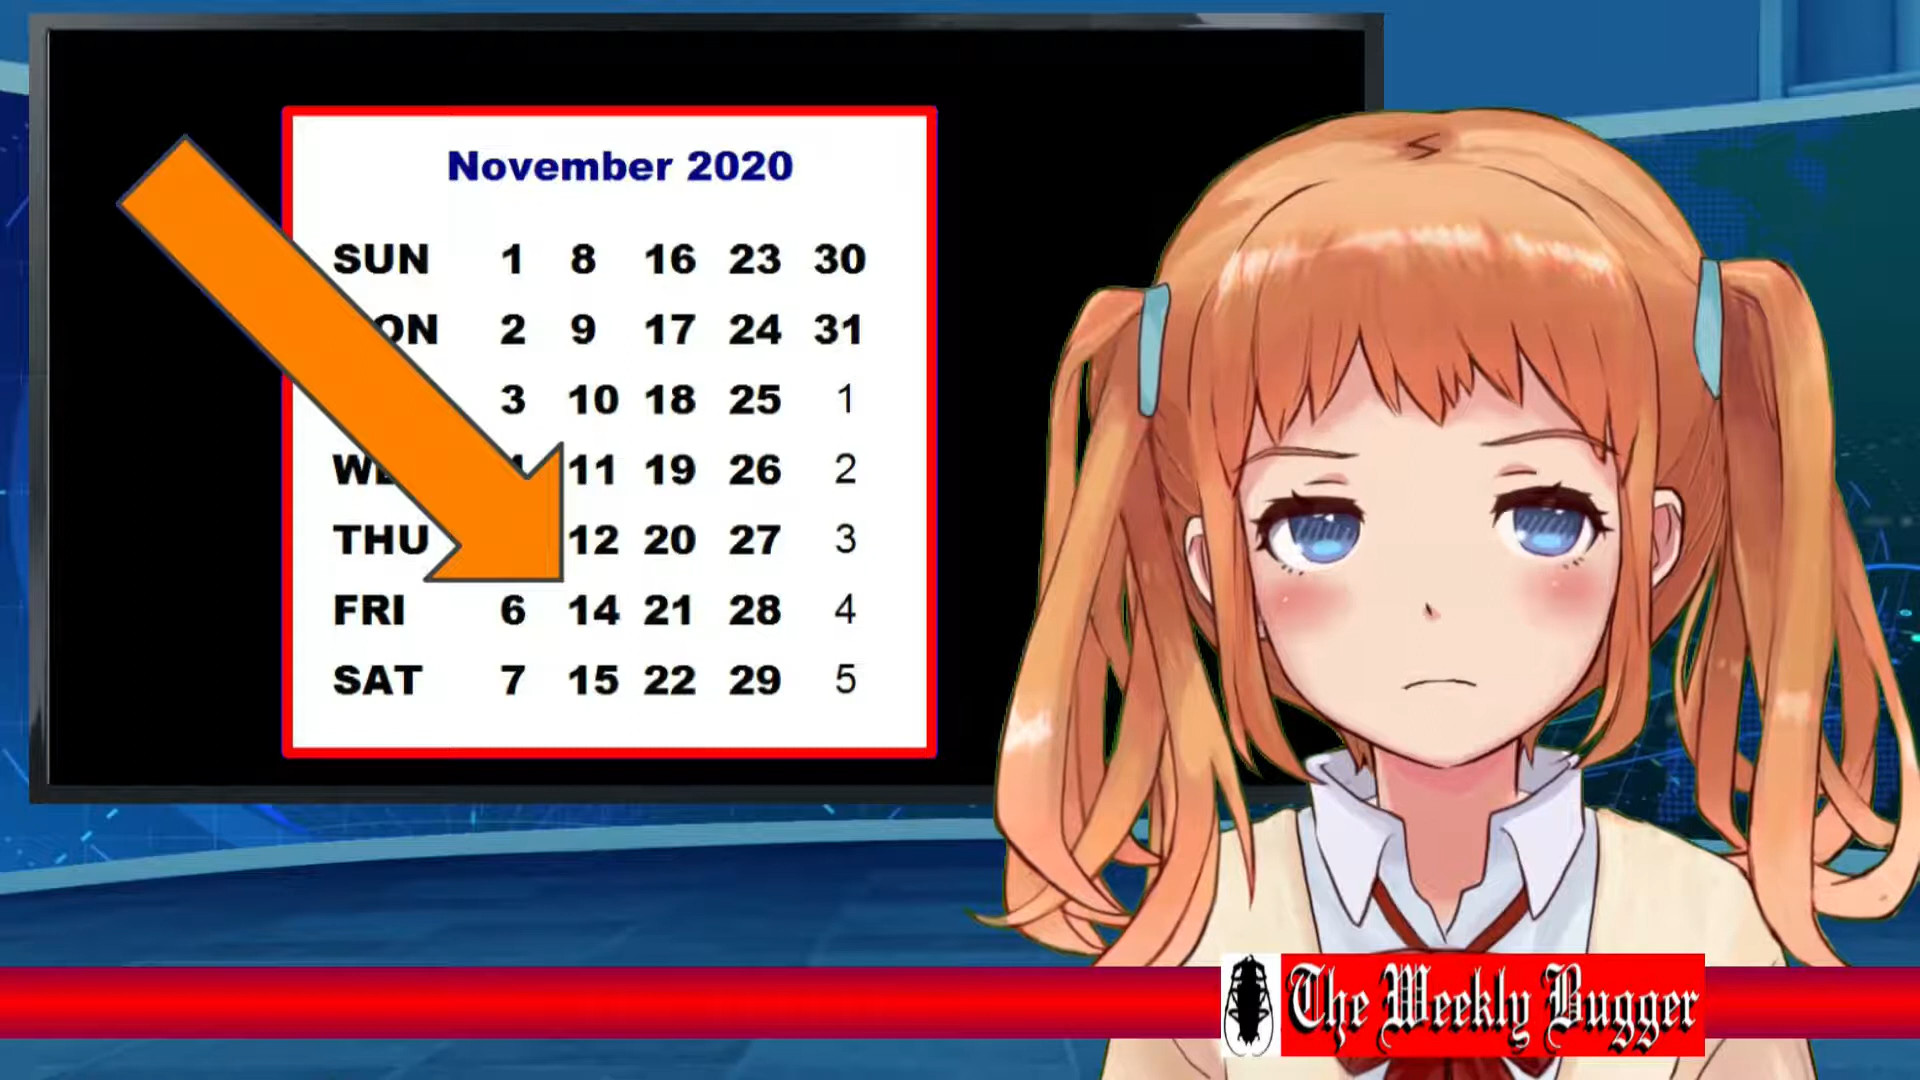 November 2020
SUN 1 8 16 23 30
ON 2 9 17 24 31
3 10 18 25 1
W 11 19 26 2
THU 12 20 27 3
FRI 6 14 21 28 4
SAT 7 15 22 29 5
The Weekly Bugger